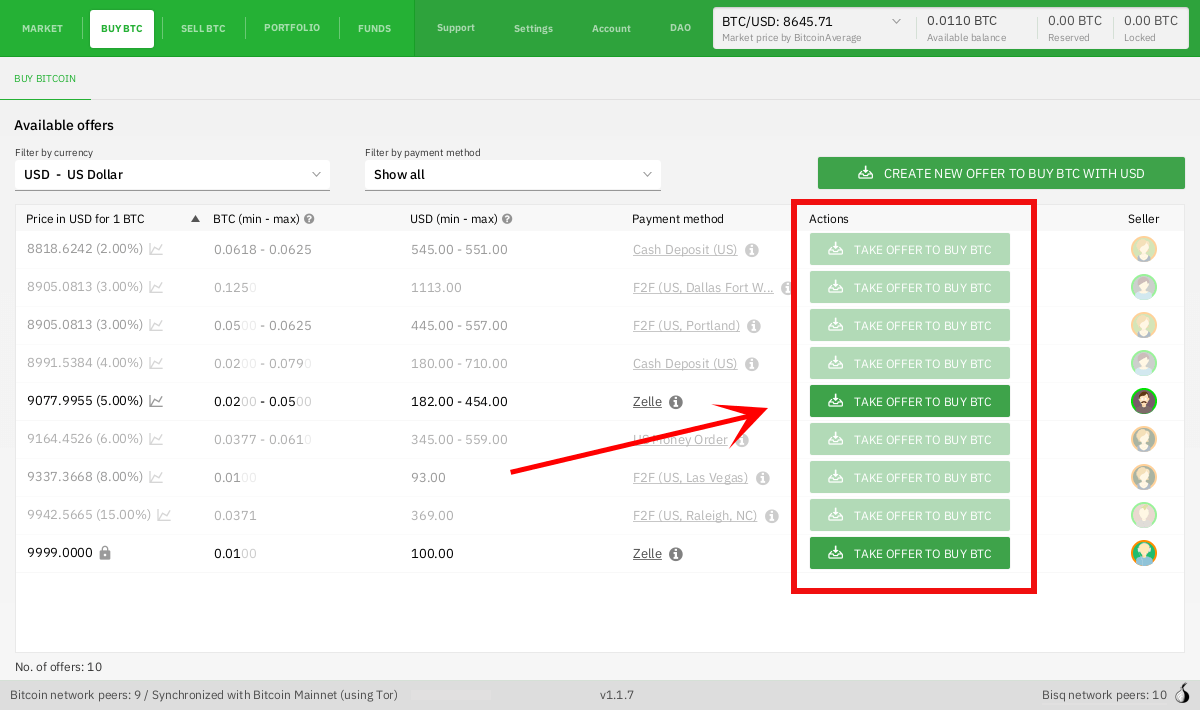 MARKET BUY BTC SELL BTC PORTFOLIO FUNDS Support Settings Account DAO
BTC/USD: 8645.71 0.0110 BTC 0.00 BTC 0.00 BTC
Market price by BitcoinAverage Available balance Reserved Locked
BUY BITCOIN
Available offers
Filter by currency Filter by payment method
USD - US Dollar Show all CREATE NEW OFFER TO BUY BTC WITH USD
Price in USD for 1 BTC BTC (min - max) USD (min - max) Payment method Actions Seller
8818.6242 (2.00%) 0.0618 - 0.0625 545.00 - 551.00 Cash Deposit (US) TAKE OFFER TO BUY BTC
8905.0813 (3.00%) 0.1250 1113.00 F2F (US, Dallas Fort W... TAKE OFFER TO BUY BTC
8905.0813 (3.00%) 0.0500 - 0.0625 445.00 - 557.00 F2F (US, Portland) TAKE OFFER TO BUY BTC
8991.5384 (4.00%) 0.0200 - 0.0790 180.00 - 710.00 Cash Deposit (US) TAKE OFFER TO BUY BTC
9077.9955 (5.00%) 0.0200 - 0.0500 182.00 - 454.00 Zelle TAKE OFFER TO BUY BTC
9164.4526 (6.00%) 0.0377 - 0.0610 345.00 - 559.00 US Money Order TAKE OFFER TO BUY BTC
9337.3668 (8.00%) 0.0100 93.00 F2F (US, Las Vegas) TAKE OFFER TO BUY BTC
9942.5665 (15.00%) 0.0371 369.00 F2F (US, Raleigh, NC) TAKE OFFER TO BUY BTC
9999.0000 0.0100 100.00 Zelle TAKE OFFER TO BUY BTC
No. of offers: 10
Bitcoin network peers: 9 / Synchronized with Bitcoin Mainnet (using Tor) v1.1.7 Bisq network peers: 10